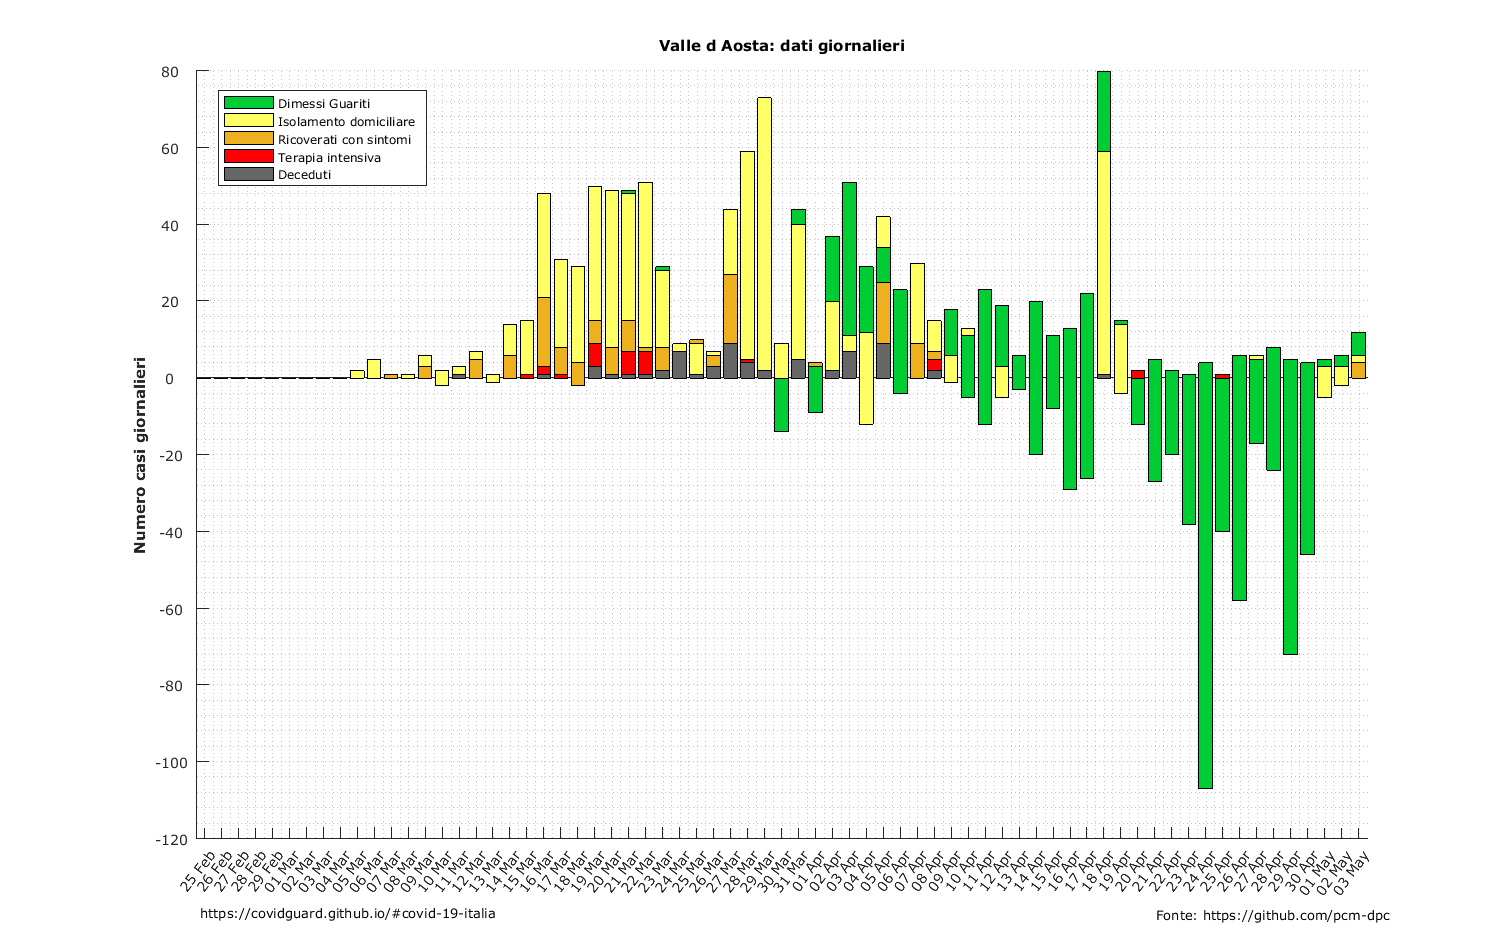 Valle d Aosta: dati giornalieri
Dimessi Guariti
Isolamento domiciliare
Ricoverati con sintomi
Terapia intensiva
Deceduti
Numero casi giornalieri
80
60
40
20
0
-20
-40
-60
-80
-100
-120
25 Feb
26 Feb
27 Feb
28 Feb
29 Feb
01 Mar
02 Mar
03 Mar
04 Mar
05 Mar
06 Mar
07 Mar
08 Mar
09 Mar
10 Mar
11 Mar
12 Mar
13 Mar
14 Mar
15 Mar
16 Mar
17 Mar
18 Mar
19 Mar
20 Mar
21 Mar
22 Mar
23 Mar
24 Mar
25 Mar
26 Mar
27 Mar
28 Mar
29 Mar
30 Mar
31 Mar
01 Apr
02 Apr
03 Apr
04 Apr
05 Apr
06 Apr
07 Apr
08 Apr
09 Apr
10 Apr
11 Apr
12 Apr
13 Apr
14 Apr
15 Apr
16 Apr
17 Apr
18 Apr
19 Apr
20 Apr
21 Apr
22 Apr
23 Apr
24 Apr
25 Apr
26 Apr
27 Apr
28 Apr
29 Apr
30 Apr
01 May
02 May
03 May
https://covidguard.github.io/#covid-19-italia
Fonte: https://github.com/pcm-dpc